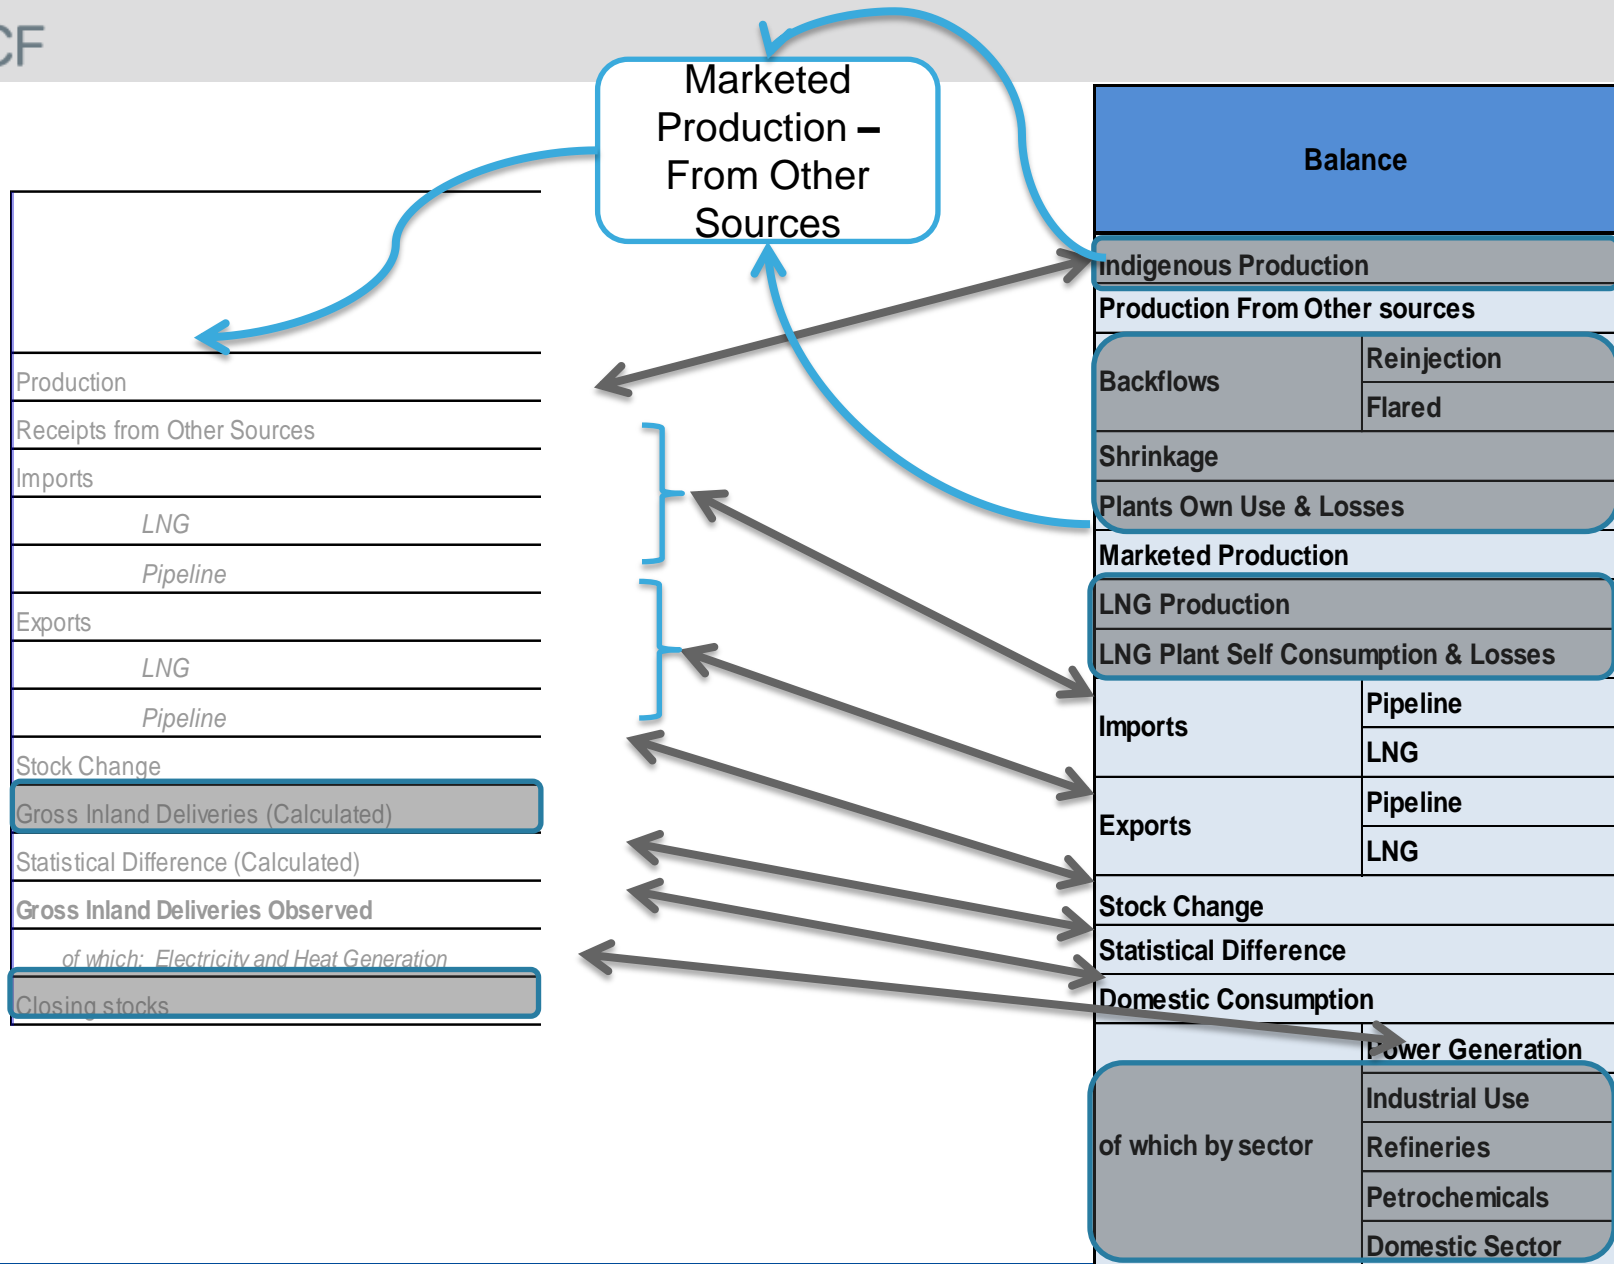 CF
Marketed
Production –
From Other
Sources
Production
Receipts from Other Sources
Imports
LNG
Pipeline
Exports
LNG
Pipeline
Stock Change
Gross Inland Deliveries (Calculated)
Statistical Difference (Calculated)
Gross Inland Deliveries Observed
of which: Electricity and Heat Generation
Closing stocks
Balance
Indigenous Production
Production From Other sources
Backflows
Reinjection
Flared
Shrinkage
Plants Own Use & Losses
Marketed Production
LNG Production
LNG Plant Self Consumption & Losses
Imports
Pipeline
LNG
Exports
Pipeline
LNG
Stock Change
Statistical Difference
Domestic Consumption
Power Generation
of which by sector
Industrial Use
Refineries
Petrochemicals
Domestic Sector